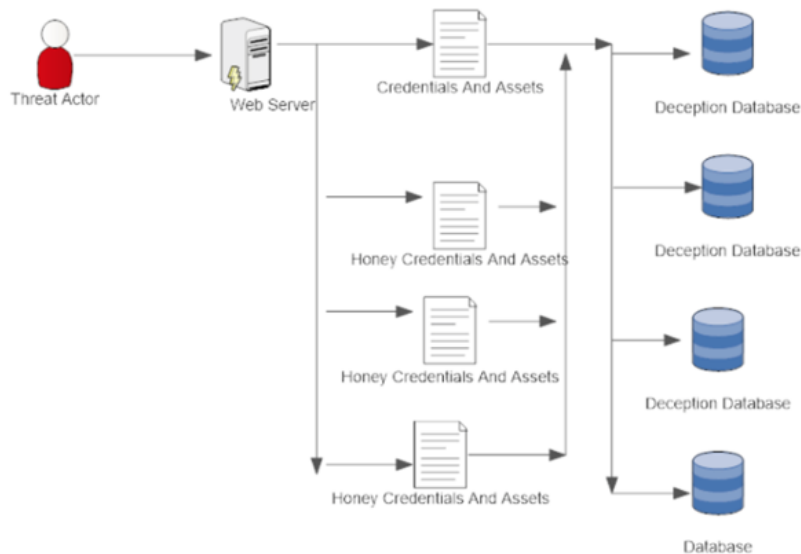 Threat Actor
Web Server
Credentials And Assets
Deception Database
Honey Credentials And Assets
Deception Database
Honey Credentials And Assets
Deception Database
Honey Credentials And Assets
Database